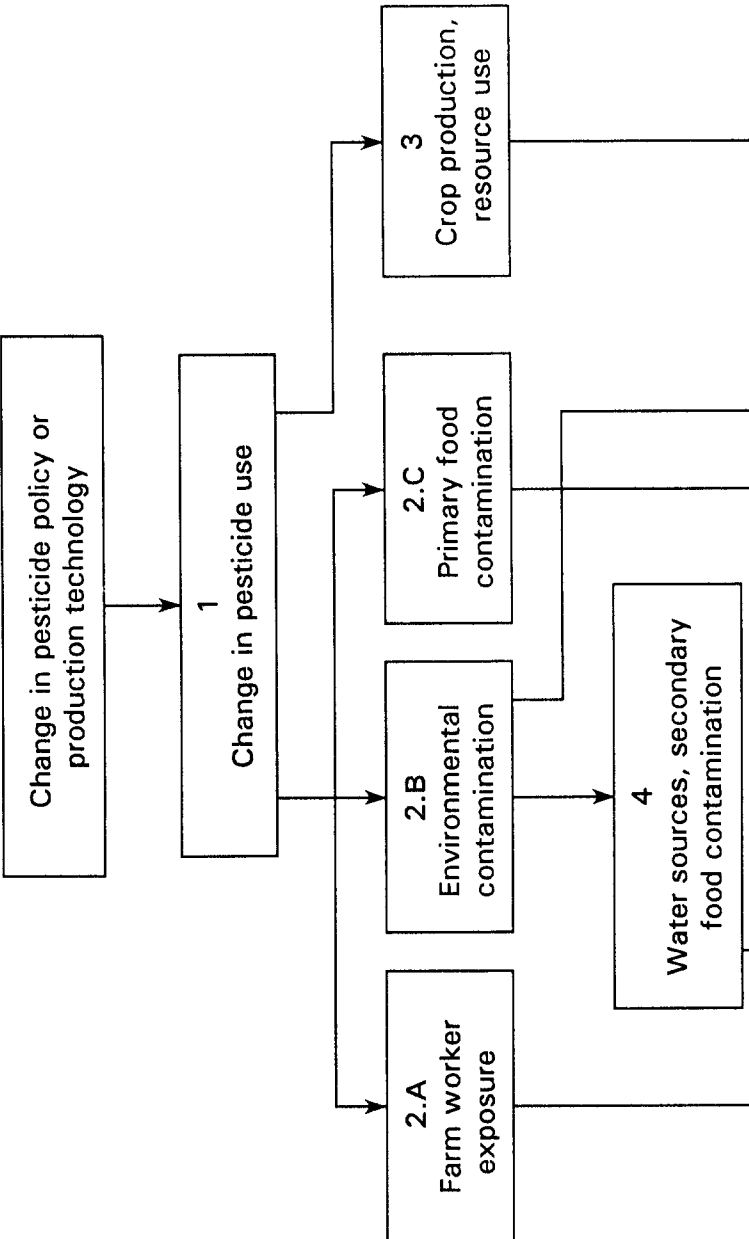 Change in pesticide policy or
production technology
1
Change in pesticide use
2.A
Farm worker
exposure
2.B
Environmental
contamination
2.C
Primary food
contamination
3
Crop production,
resource use
4
Water sources, secondary
food contamination